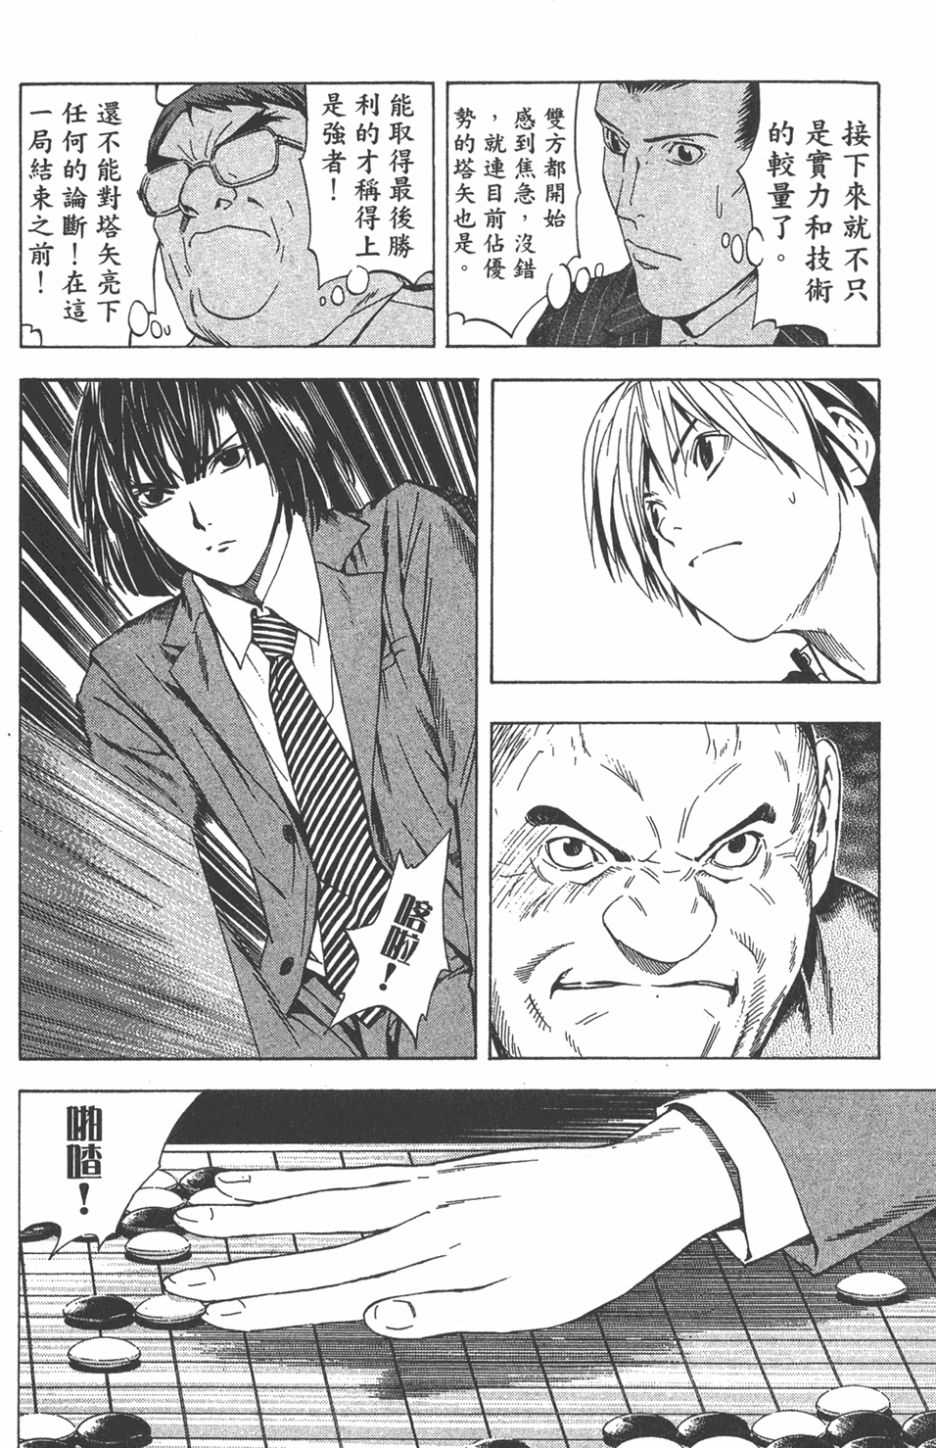 接下來就不只
是實力和技術
的較量了。
雙方都開始
感到焦急，沒錯
，就連目前佔優
勢的塔矢也是。
能取得最後勝
利的才稱得上
是強者！
還不能對塔矢亮下
任何的論斷！在這
一局結束之前！
喀啦！
啪喳！